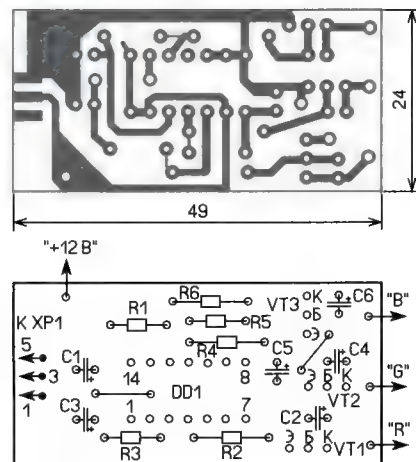 24
49
"+12 В"
R6
VT3
К
C6
"B"
R1
Б
К XP1
R5
Э
5
R4
C1
C5
C4
3
14
8
"G"
DD1
Э Б К
1
1
7
VT2
C3
C2
"R"
R3
R2
Э Б К
VT1